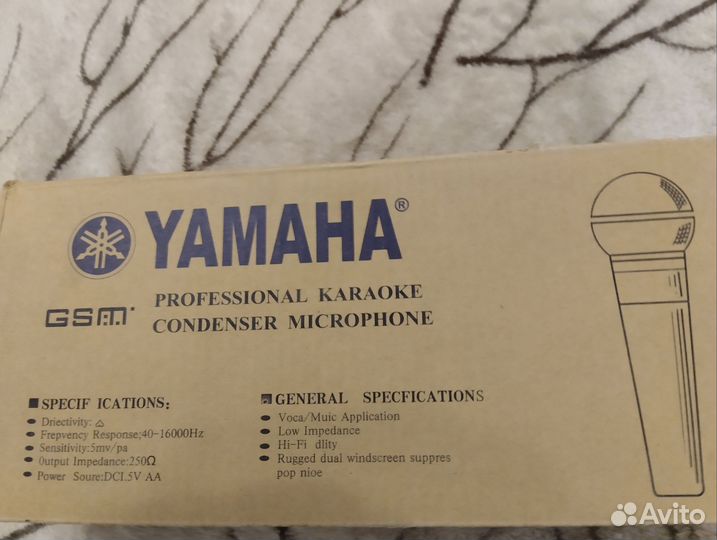 YAMAHA®
GSM
PROFESSIONAL KARAOKE
CONDENSER MICROPHONE
SPECIF ICATIONS:
Driectivity:
Frepvency Response;40-16000Hz
Sensitivity:5mv/pa
Output Impedance:250Ω
Power Soure:DC1.5V AA
GENERAL SPECFICATIONS
Voca/Muic Application
Low Impedance
Hi-Fi dlity
Rugged dual windscreen suppres
pop nioe
Avito